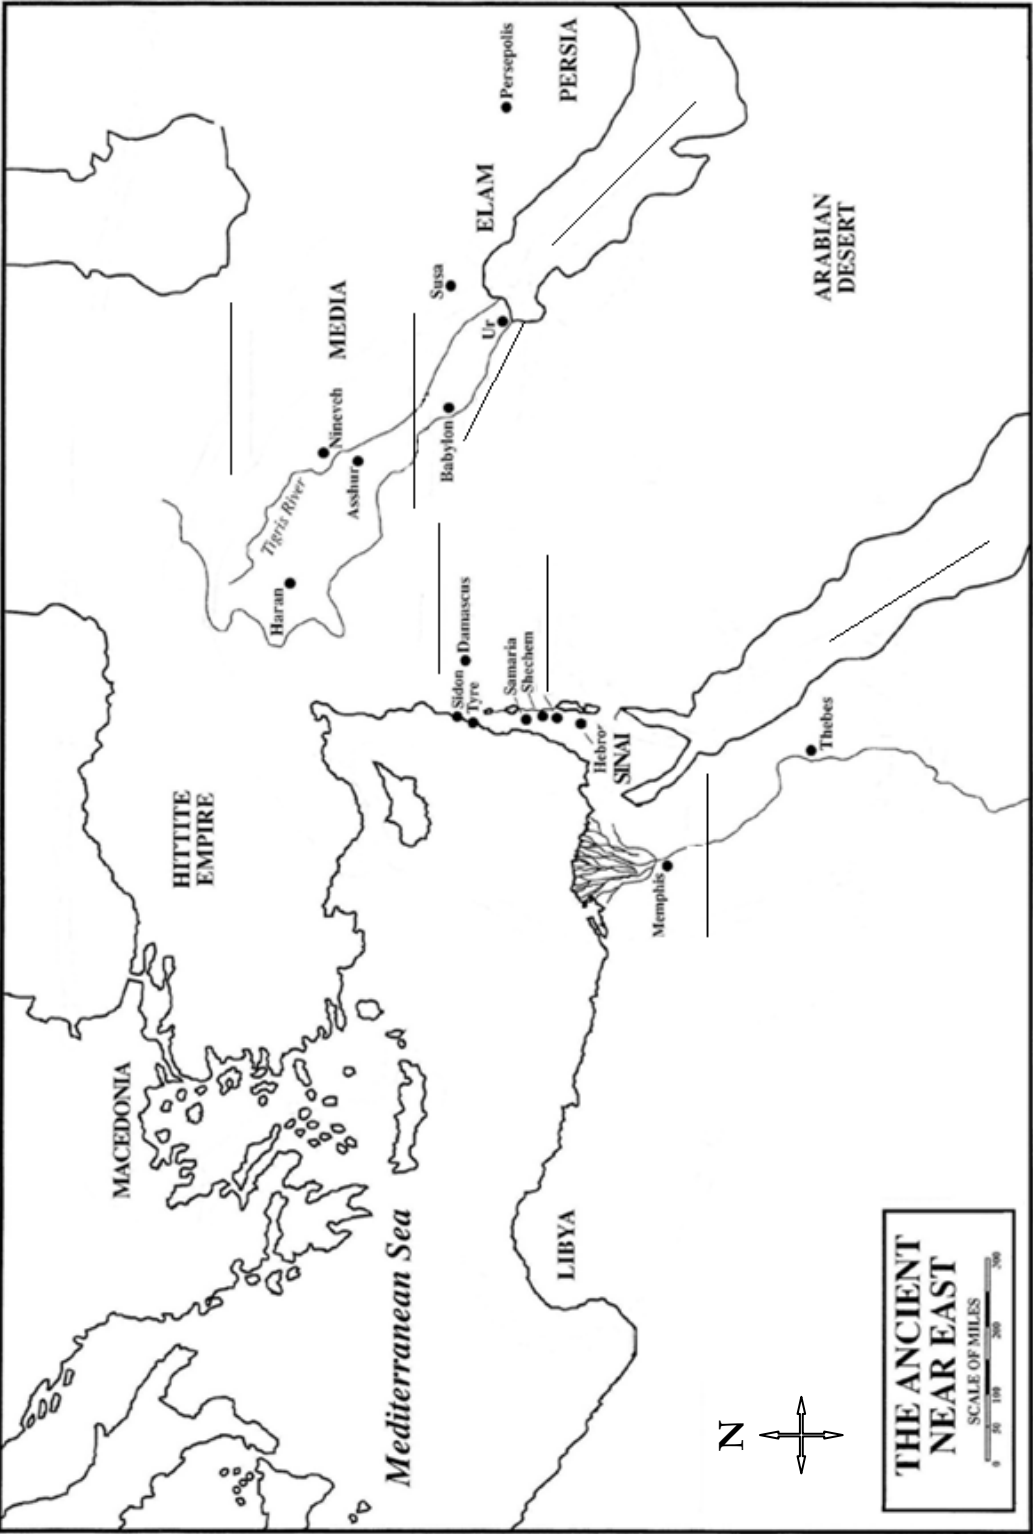 MACEDONIA
HITTITE
EMPIRE
Mediterranean Sea
LIBYA
Haran
Tigris River
Nineveh
Asshur
MEDIA
Sidon
Tyre
Damascus
Samaria
Shechem
Hebron
SINAI
Babylon
Ur
Susa
ELAM
Persepolis
PERSIA
Memphis
Thebes
ARABIAN
DESERT
N
THE ANCIENT
NEAR EAST
SCALE OF MILES
0 50 100 200 300